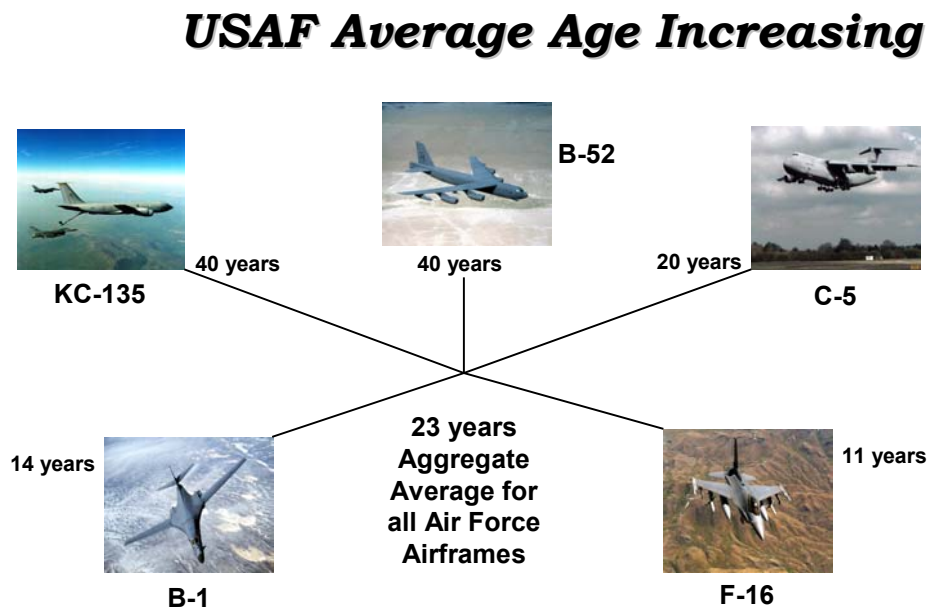 USAF Average Age Increasing
B-52
40 years
40 years
20 years
KC-135
C-5
14 years
23 years
Aggregate
Average for
all Air Force
Airframes
11 years
B-1
F-16